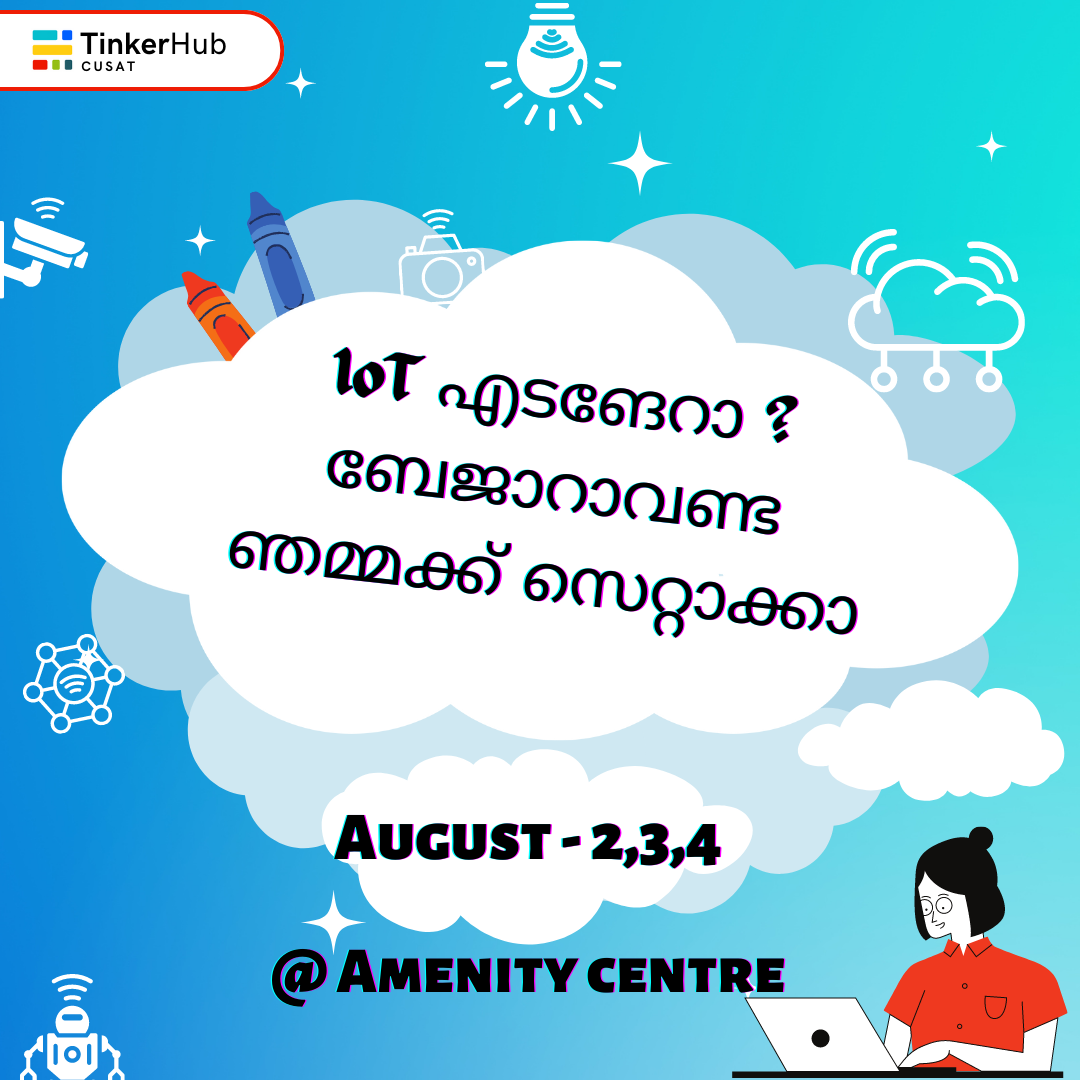 TinkerHub
CUSAT
IoT എടങ്ങേറാ ?
ബേജാറാവണ്ട
ഞമ്മക്ക് സെറ്റാക്കാ
August - 2,3,4
@ Amenity centre